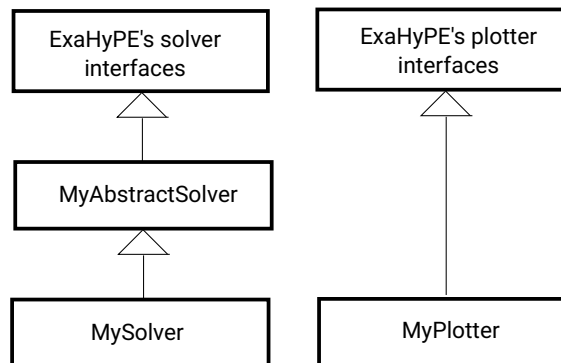 ExaHyPE's solver
interfaces
ExaHyPE's plotter
interfaces
MyAbstractSolver
MySolver
MyPlotter